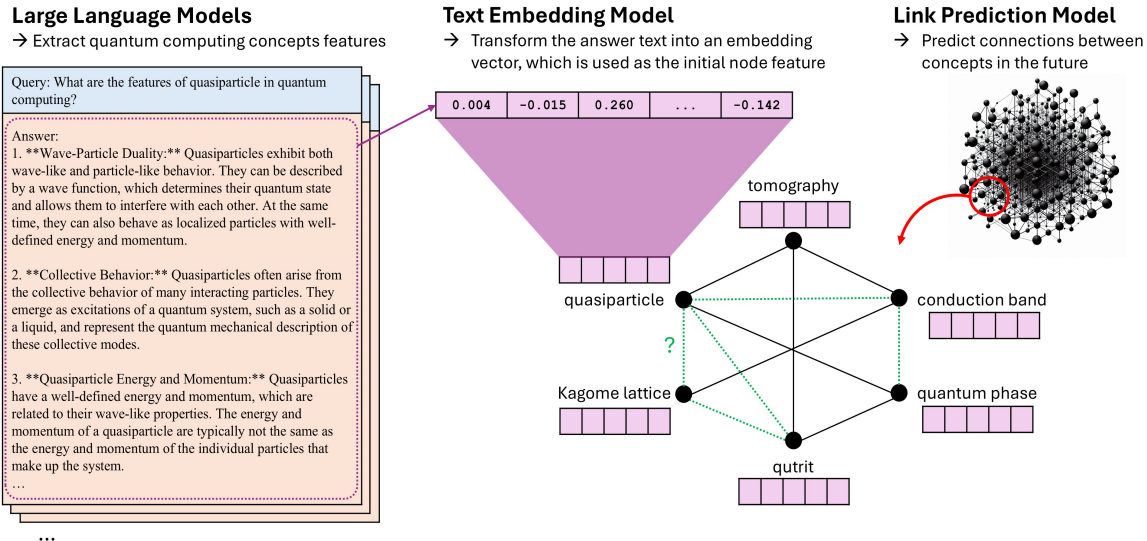 Large Language Models
→ Extract quantum computing concepts features
Query: What are the features of quasiparticle in quantum
computing?
Answer:
1. **Wave-Particle Duality:** Quasiparticles exhibit both
wave-like and particle-like behavior. They can be described
by a wave function, which determines their quantum state
and allows them to interfere with each other. At the same
time, they can also behave as localized particles with well-
defined energy and momentum.
2. **Collective Behavior:** Quasiparticles often arise from
the collective behavior of many interacting particles. They
emerge as excitations of a quantum system, such as a solid or
a liquid, and represent the quantum mechanical description of
these collective modes.
3. **Quasiparticle Energy and Momentum:** Quasiparticles
have a well-defined energy and momentum, which are
related to their wave-like properties. The energy and
momentum of a quasiparticle are typically not the same as
the energy and momentum of the individual particles that
make up the system.
...
...
Text Embedding Model
→ Transform the answer text into an embedding
vector, which is used as the initial node feature
0.004 -0.015 0.260 ... -0.142
Link Prediction Model
→ Predict connections between
concepts in the future
tomography
quasiparticle
conduction band
?
Kagome lattice
quantum phase
qutrit